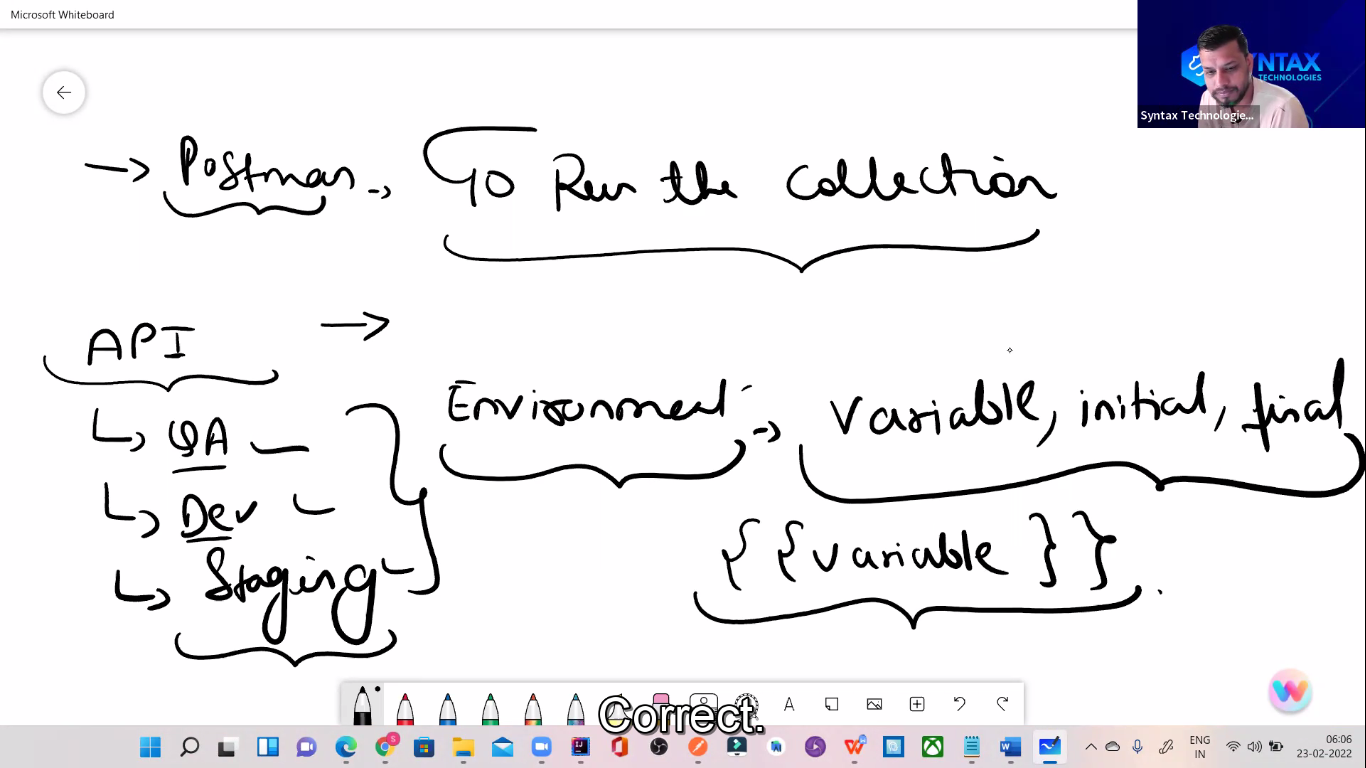 Microsoft Whiteboard
SYNTAX
TECHNOLOGIES
Syntax Technologie...
→ Postman → To Run the collection
API →
↳ QA
↳ Dev
↳ Staging
Environment → variable, initial, final
{{variable}}
Correct.
ENG
IN
06:06
23-02-2022